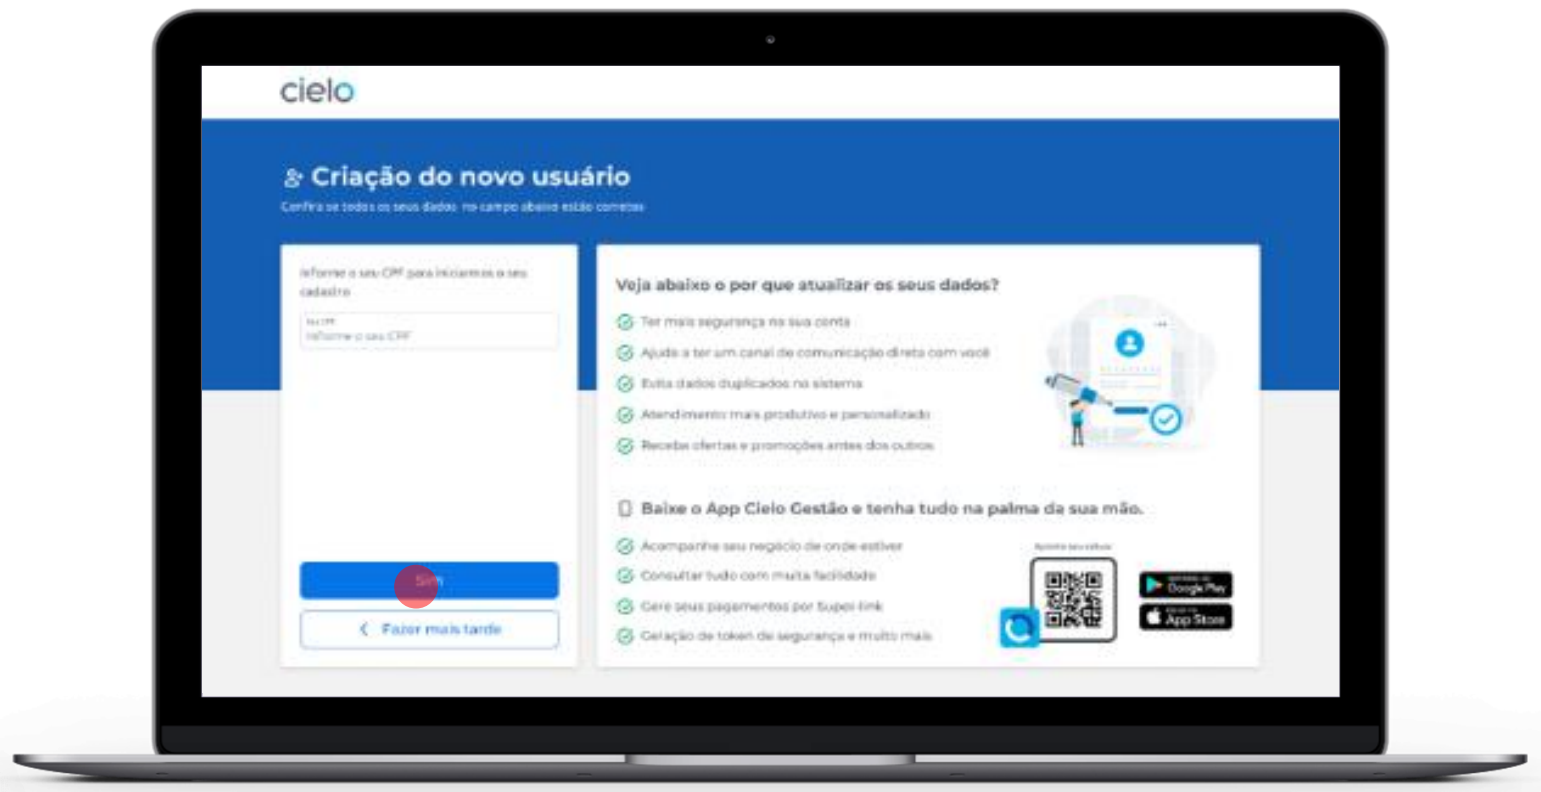 cielo
Criação do novo usuário
Confira se todos os seus dados no campo abaixo estão corretos
Informe o seu CPF para iniciarmos o seu
cadastro
Seu CPF
Informe o seu CPF
Sim
Fazer mais tarde
Veja abaixo o por que atualizar os seus dados?
Ter mais segurança na sua conta
Ajuda a ter um canal de comunicação direta com você
Evita dados duplicados no sistema
Atendimento mais produtivo e personalizado
Receba ofertas e promoções antes dos outros
Baixe o App Cielo Gestão e tenha tudo na palma da sua mão.
Acompanhe seu negócio de onde estiver
Consultar tudo com muita facilidade
Gere seus pagamentos por Super link
Geração de token de segurança e muito mais
Google Play
App Store